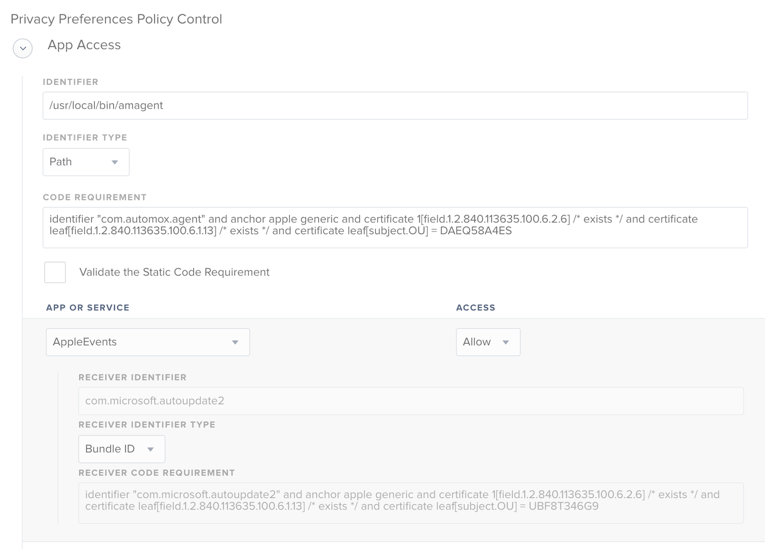 Privacy Preferences Policy Control
App Access
IDENTIFIER
/usr/local/bin/amagent
IDENTIFIER TYPE
Path
CODE REQUIREMENT
identifier "com.automox.agent" and anchor apple generic and certificate 1[field.1.2.840.113635.100.6.2.6] /* exists */ and certificate
leaf[field.1.2.840.113635.100.6.1.13] /* exists */ and certificate leaf[subject.OU] = DAEQ58A4ES
Validate the Static Code Requirement
APP OR SERVICE ACCESS
AppleEvents Allow
RECEIVER IDENTIFIER
com.microsoft.autoupdate2
RECEIVER IDENTIFIER TYPE
Bundle ID
RECEIVER CODE REQUIREMENT
identifier "com.microsoft.autoupdate2" and anchor apple generic and certificate 1[field.1.2.840.113635.100.6.2.6] /* exists */ and
certificate leaf[field.1.2.840.113635.100.6.1.13] /* exists */ and certificate leaf[subject.OU] = UBF8T346G9